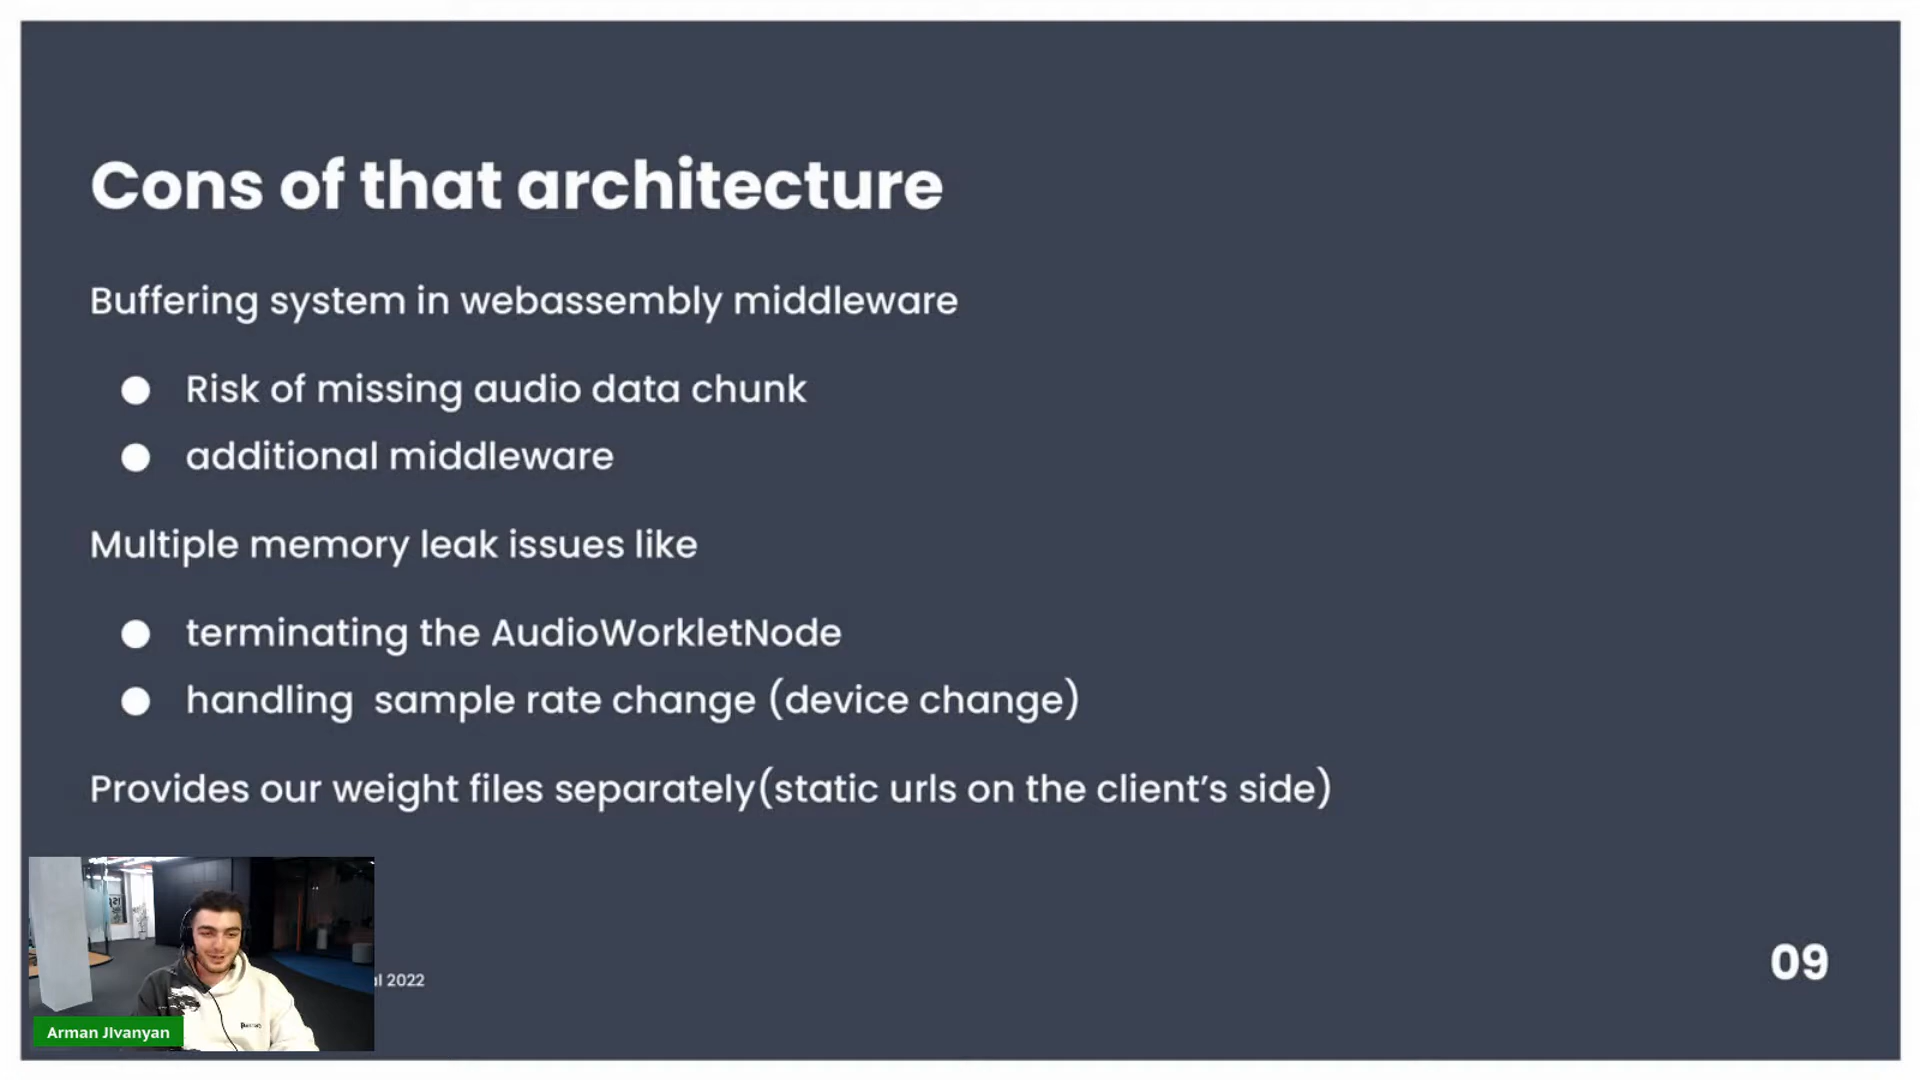 Cons of that architecture
Buffering system in webassembly middleware
● Risk of missing audio data chunk
● additional middleware
Multiple memory leak issues like
● terminating the AudioWorkletNode
● handling  sample rate change (device change)
Provides our weight files separately(static urls on the client’s side)
2022
09
Arman JIvanyan